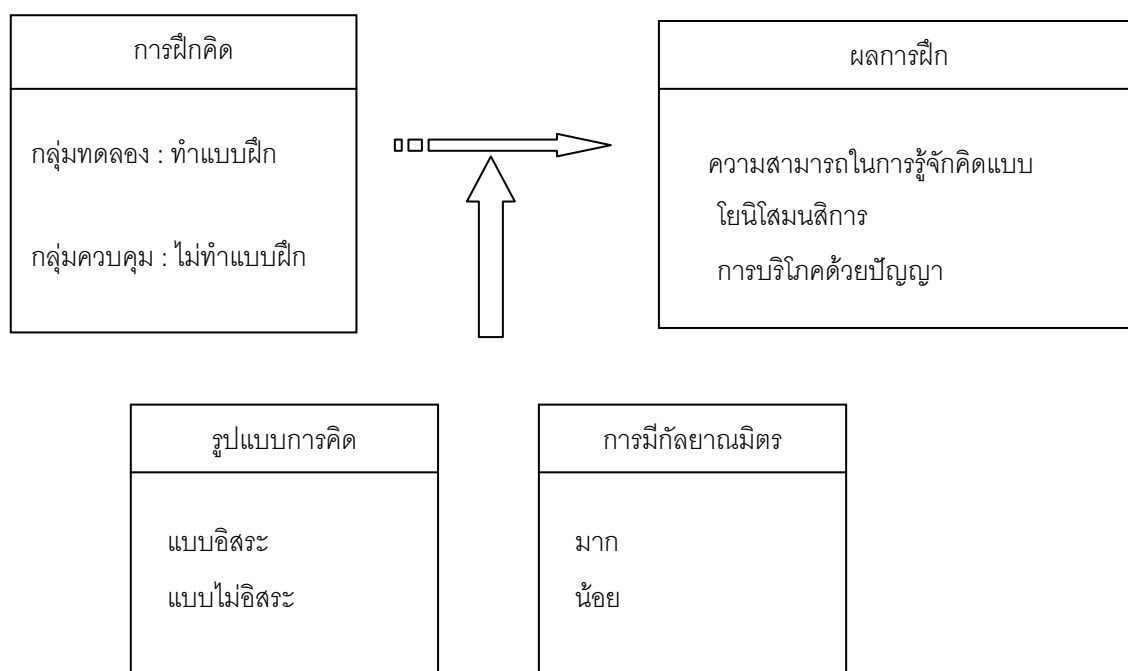 การฝึกคิด
กลุ่มทดลอง : ทำแบบฝึก
กลุ่มควบคุม : ไม่ทำแบบฝึก
ผลการฝึก
ความสามารถในการรู้จักคิดแบบ
โยนิโสมนสิการ
การบริโภคด้วยปัญญา
รูปแบบการคิด
แบบอิสระ
แบบไม่อิสระ
การมีกัลยาณมิตร
มาก
น้อย